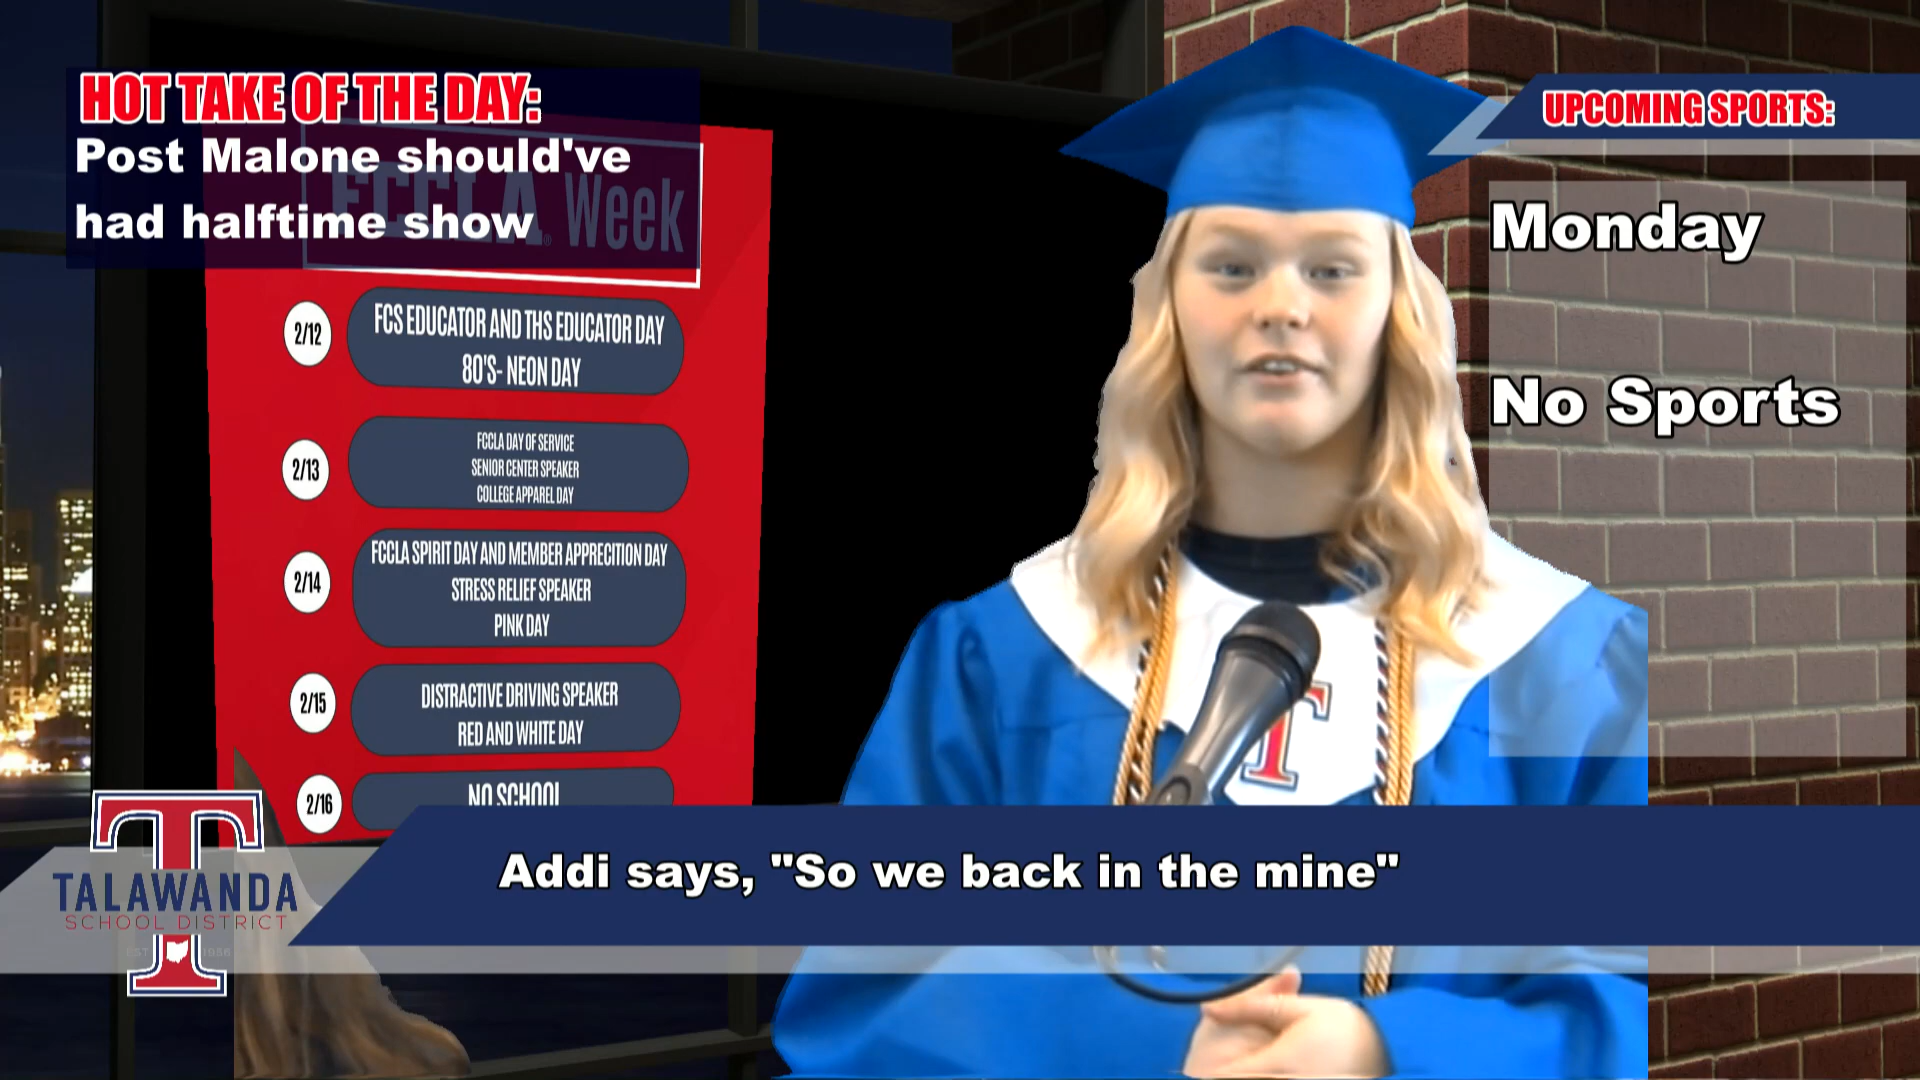 HOT TAKE OF THE DAY:
Post Malone should've
had halftime show
FCCLA® Week
2/12
FCS EDUCATOR AND THS EDUCATOR DAY
80'S- NEON DAY
2/13
FCCLA DAY OF SERVICE
SENIOR CENTER SPEAKER
COLLEGE APPAREL DAY
2/14
FCCLA SPIRIT DAY AND MEMBER APPRECITION DAY
STRESS RELIEF SPEAKER
PINK DAY
2/15
DISTRACTIVE DRIVING SPEAKER
RED AND WHITE DAY
2/16
NO SCHOOL
UPCOMING SPORTS:
Monday
No Sports
T
T
TALAWANDA
SCHOOL DISTRICT
EST. 1956
Addi says, "So we back in the mine"